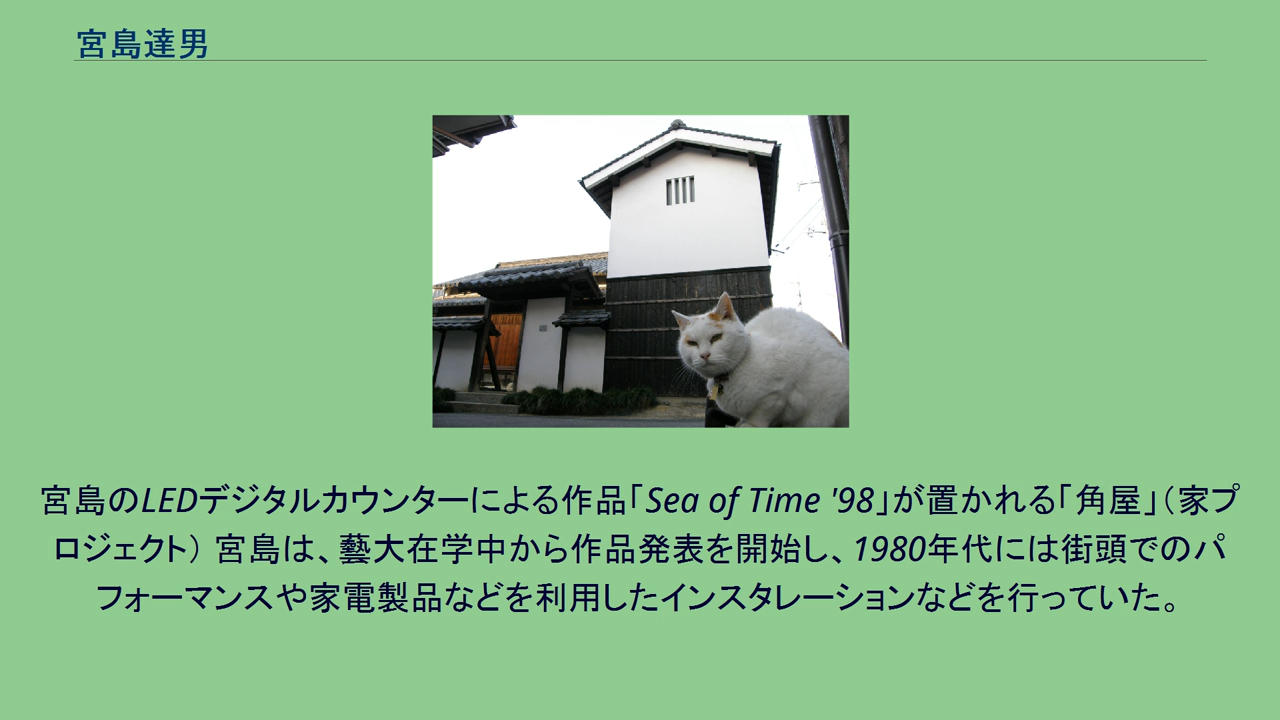 宮島達男
宮島のLEDデジタルカウンターによる作品｢Sea of Time '98｣が置かれる｢角屋｣（家プ
ロジェクト） 宮島は、藝大在学中から作品発表を開始し、1980年代には街頭でのパ
フォーマンスや家電製品などを利用したインスタレーションなどを行っていた。